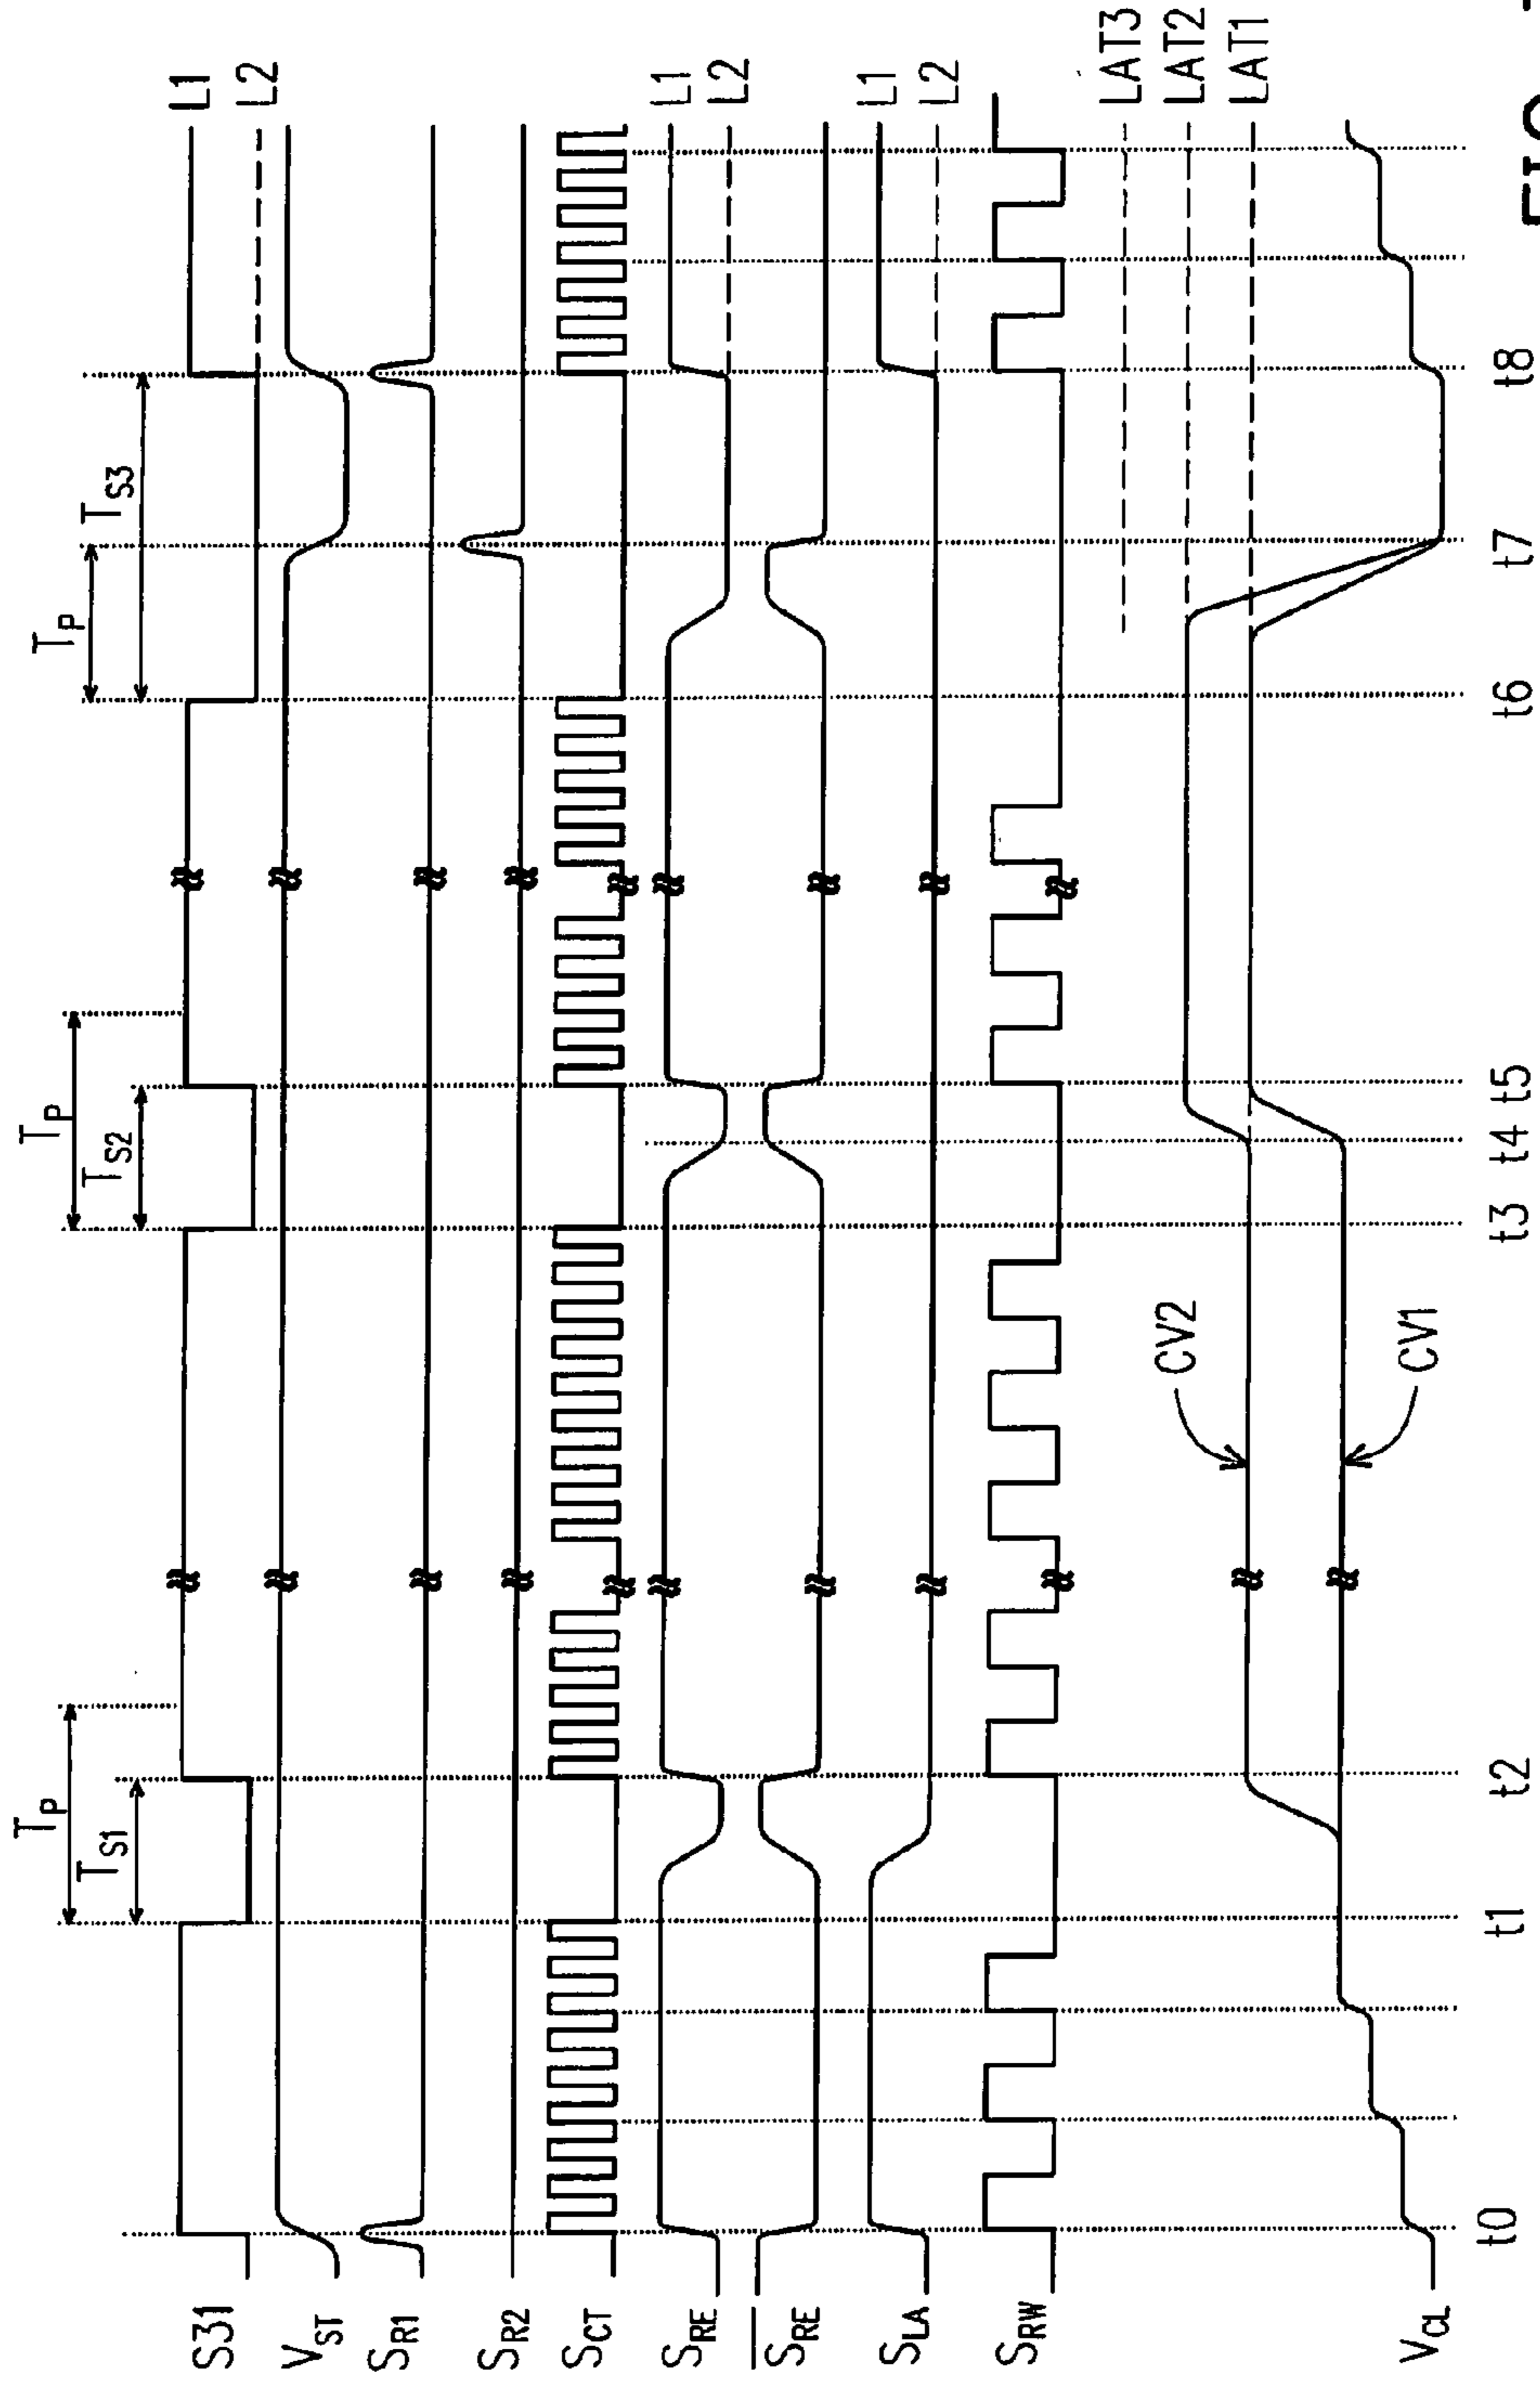 T_P
T_S1
T_P
T_S2
T_P
T_S3
S31
L1
L2
V_ST
S_R1
S_R2
S_CT
S_RE
L1
L2
S_RE
S_LA
L1
L2
S_RW
LAT3
LAT2
LAT1
CV2
CV1
V_CL
t0
t1
t2
t3
t4
t5
t6
t7
t8